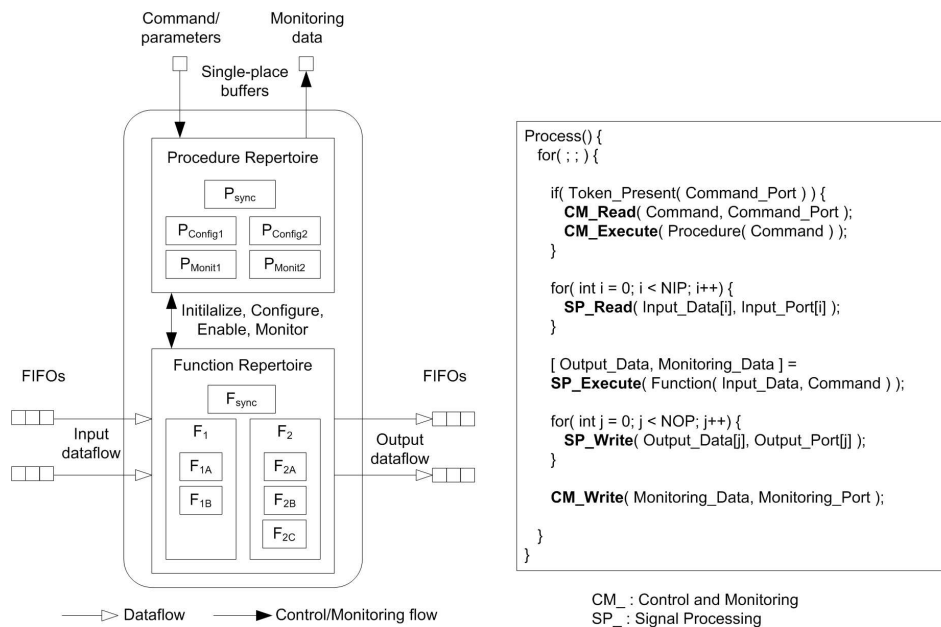 Command/
parameters
Monitoring
data
Single-place
buffers
Procedure Repertoire
Psync
PConfig1
PConfig2
PMonit1
PMonit2
Initilalize, Configure,
Enable, Monitor
Function Repertoire
Fsync
FIFOs
FIFOs
F1
F2
Input
dataflow
Output
dataflow
F1A
F2A
F1B
F2B
F2C
Dataflow
Control/Monitoring flow
Process() {
for( ; ; ) {
if( Token_Present( Command_Port ) ) {
CM_Read( Command, Command_Port );
CM_Execute( Procedure( Command ) );
}
for( int i = 0; i < NIP; i++) {
SP_Read( Input_Data[i], Input_Port[i] );
}
[ Output_Data, Monitoring_Data ] =
SP_Execute( Function( Input_Data, Command ) );
for( int j = 0; j < NOP; j++) {
SP_Write( Output_Data[j], Output_Port[j] );
}
CM_Write( Monitoring_Data, Monitoring_Port );
}
}
CM_ : Control and Monitoring
SP_ : Signal Processing